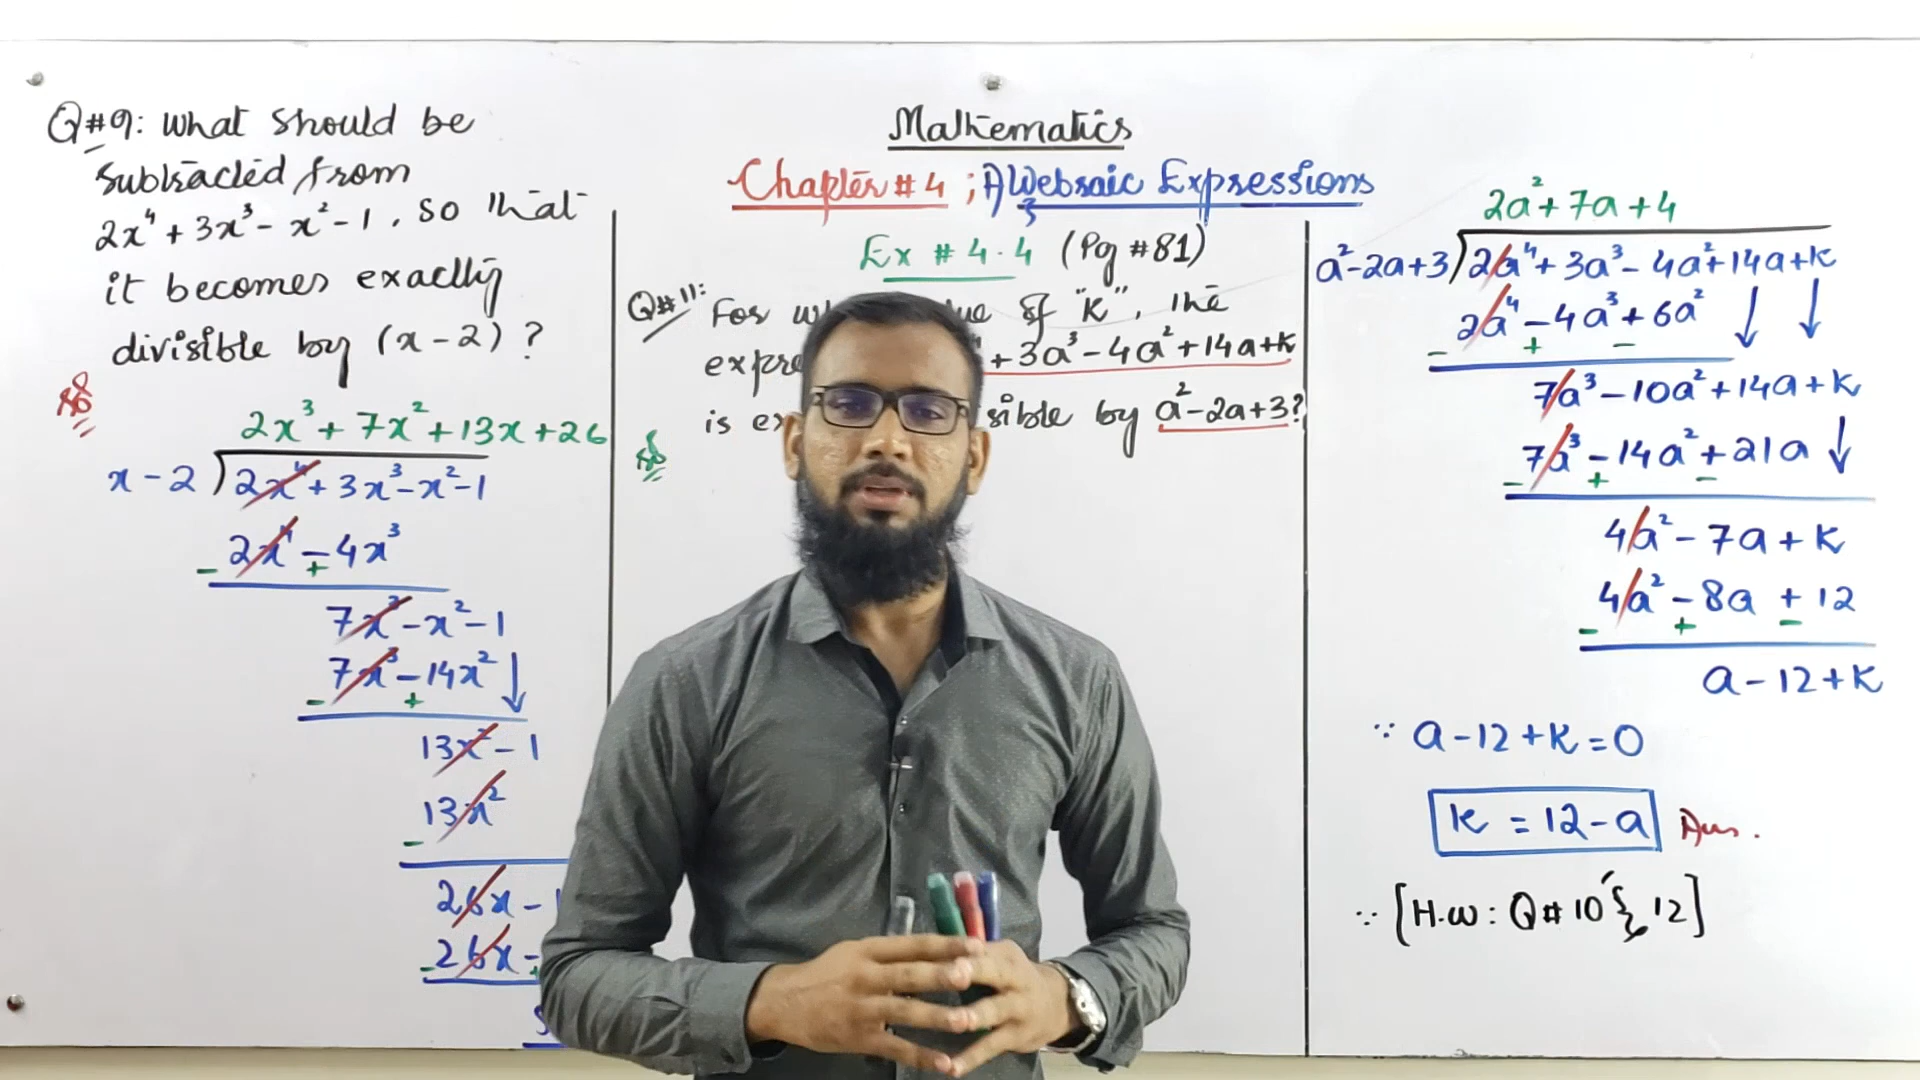 Q#9: What should be
subtracted from
2x⁴ + 3x³ - x² - 1, so that
it becomes exactly
divisible by (x - 2) ?
2x³ + 7x² + 13x + 26
x - 2 ) 2x⁴ + 3x³ - x² - 1
2x⁴ - 4x³
- +
7x³ - x² - 1
7x³ - 14x²
- +
13x² - 1
13x²
-
26x -
26x -
- +
Mathematics
Chapter # 4 ; Algebraic Expressions
Ex # 4.4 (Pg #81)
Q#11: For of "K", the
+ 3a³ - 4a² + 14a + K
is by a² - 2a + 3 ?
2a² + 7a + 4
a² - 2a + 3 ) 2a⁴ + 3a³ - 4a² + 14a + K
2a⁴ - 4a³ + 6a²
- + -
7a³ - 10a² + 14a + K
7a³ - 14a² + 21a
- + -
4a² - 7a + K
4a² - 8a + 12
- + -
a - 12 + K
∵ a - 12 + K = 0
K = 12 - a Ans.
∵ [H.W : Q # 10 & 12]